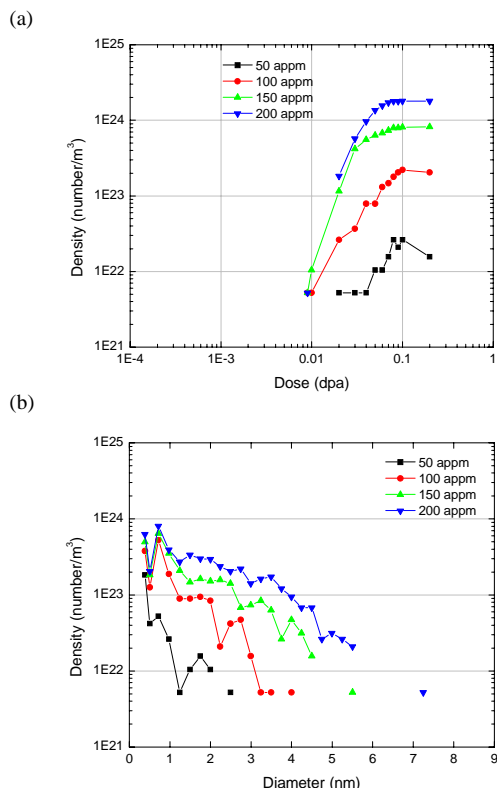 (a)
1E25
1E24
1E23
1E22
1E21
Density (number/m³)
50 appm
100 appm
150 appm
200 appm
1E-4
1E-3
0.01
0.1
1
Dose (dpa)
(b)
1E25
1E24
1E23
1E22
1E21
Density (number/m³)
50 appm
100 appm
150 appm
200 appm
0
1
2
3
4
5
6
7
8
9
Diameter (nm)